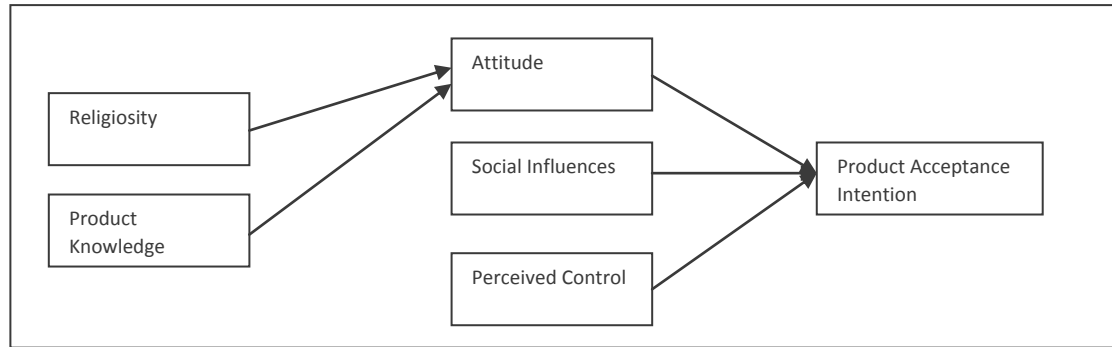 Religiosity
Product
Knowledge
Attitude
Social Influences
Perceived Control
Product Acceptance
Intention